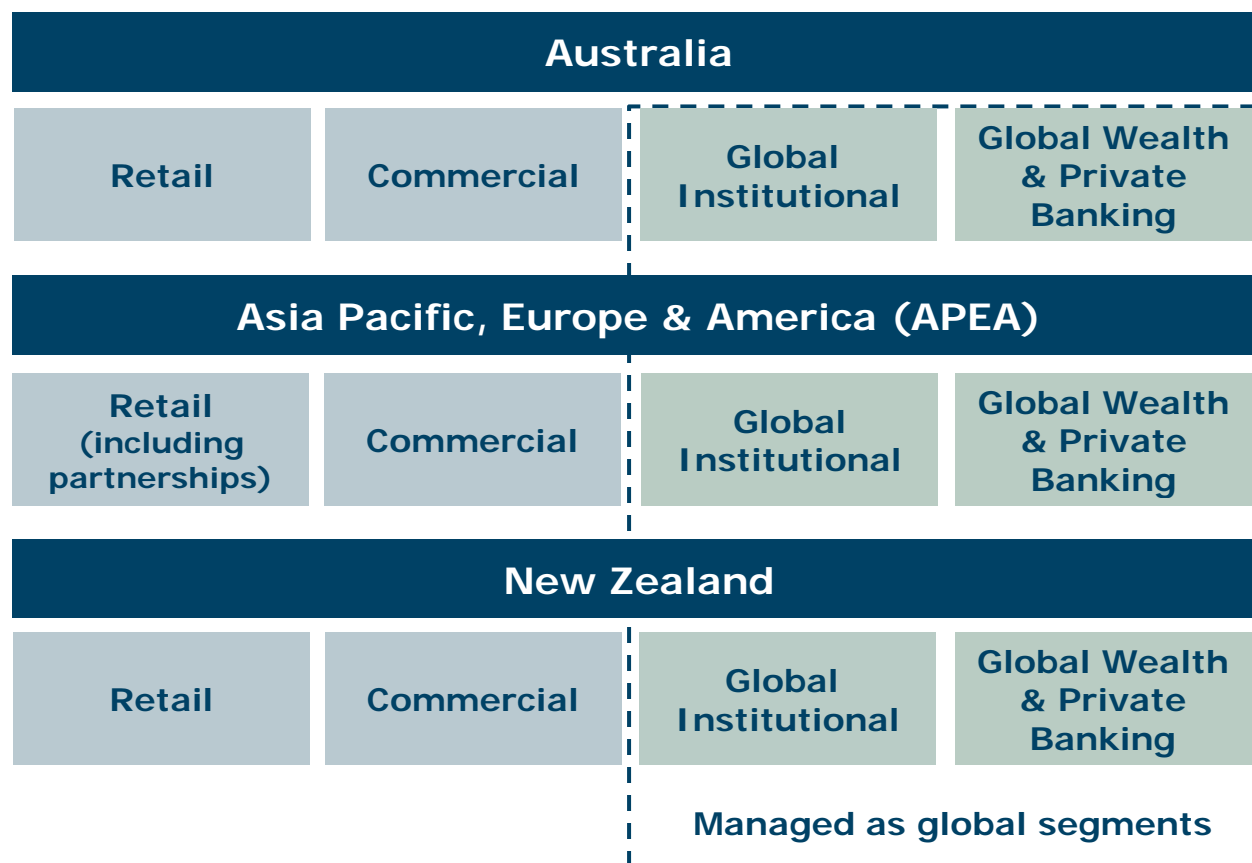 Australia
Retail
Commercial
Global
Institutional
Global Wealth
& Private
Banking
Asia Pacific, Europe & America (APEA)
Retail
(including
partnerships)
Commercial
Global
Institutional
Global Wealth
& Private
Banking
New Zealand
Retail
Commercial
Global
Institutional
Global Wealth
& Private
Banking
Managed as global segments